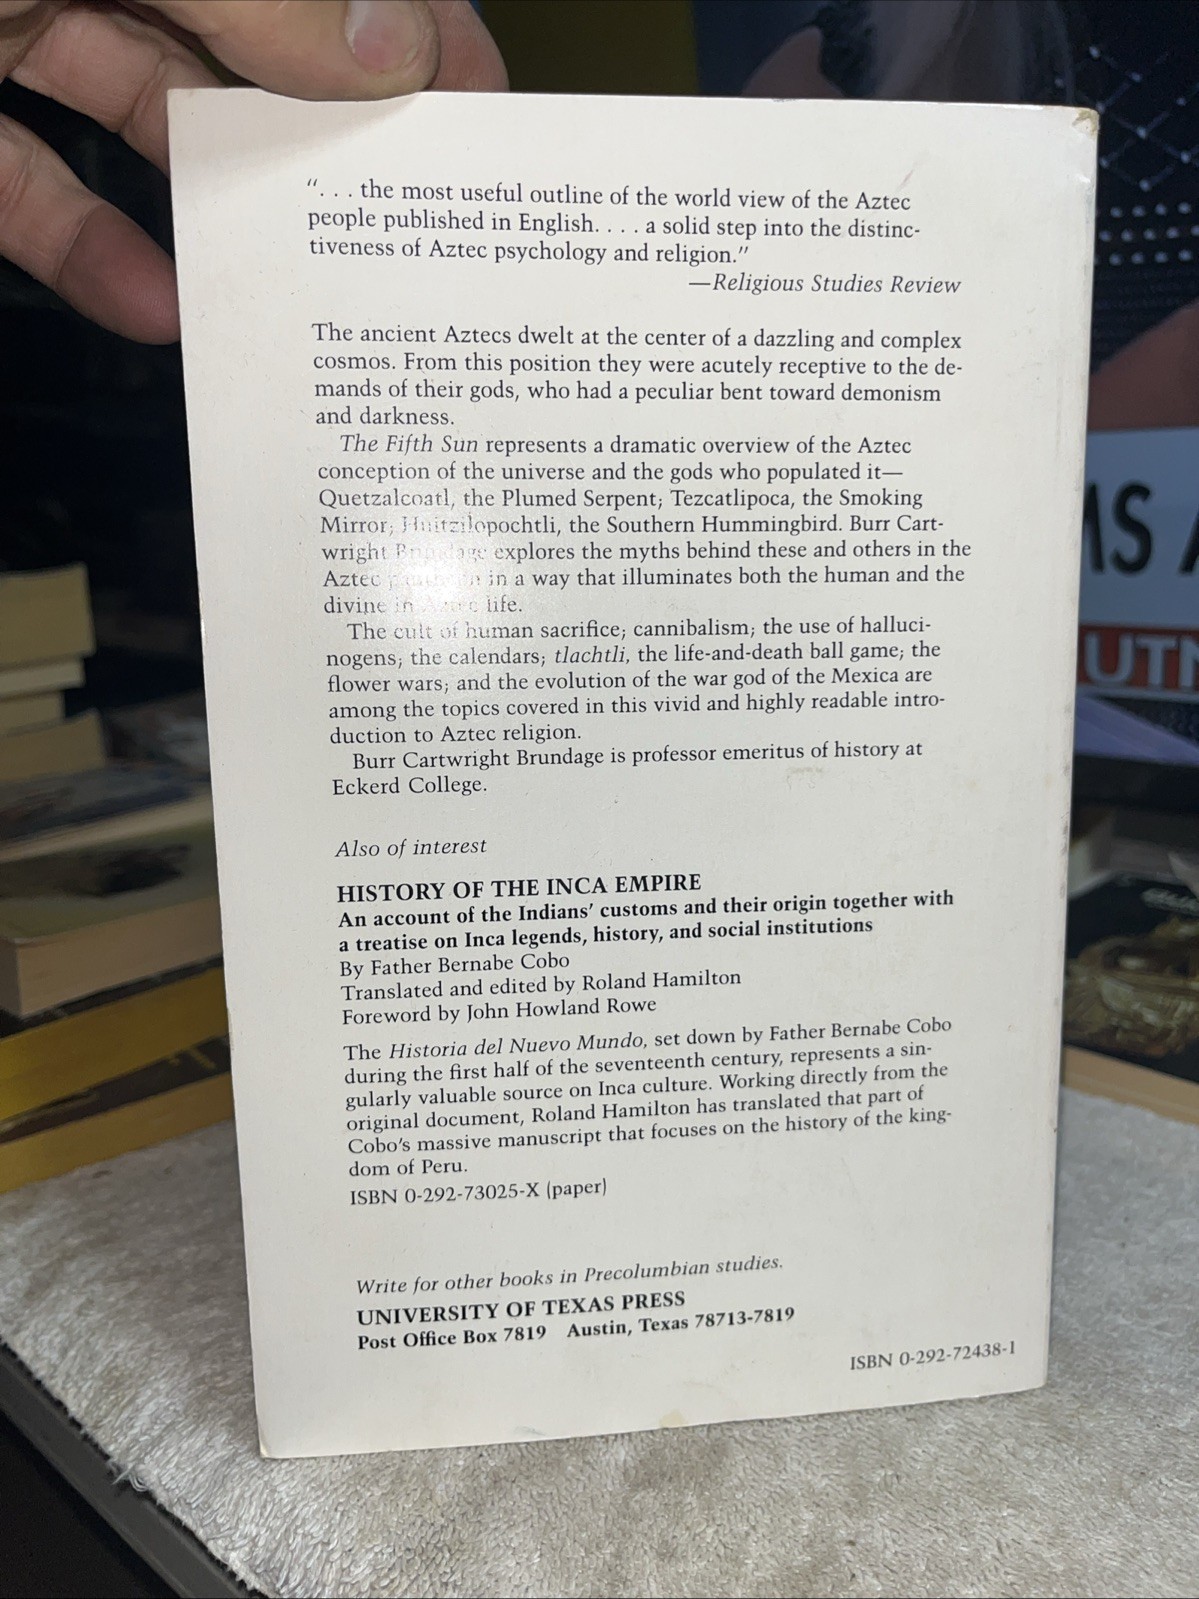 ". . . the most useful outline of the world view of the Aztec
people published in English. . . . a solid step into the distinc-
tiveness of Aztec psychology and religion."
—Religious Studies Review
The ancient Aztecs dwelt at the center of a dazzling and complex
cosmos. From this position they were acutely receptive to the de-
mands of their gods, who had a peculiar bent toward demonism
and darkness.
The Fifth Sun represents a dramatic overview of the Aztec
conception of the universe and the gods who populated it—
Quetzalcoatl, the Plumed Serpent; Tezcatlipoca, the Smoking
Mirror; Huitzilopochtli, the Southern Hummingbird. Burr Cart-
wright Brundage explores the myths behind these and others in the
Aztec in a way that illuminates both the human and the
divine in Aztec life.
The cult of human sacrifice; cannibalism; the use of halluci-
nogens; the calendars; tlachtli, the life-and-death ball game; the
flower wars; and the evolution of the war god of the Mexica are
among the topics covered in this vivid and highly readable intro-
duction to Aztec religion.
Burr Cartwright Brundage is professor emeritus of history at
Eckerd College.
Also of interest
HISTORY OF THE INCA EMPIRE
An account of the Indians' customs and their origin together with
a treatise on Inca legends, history, and social institutions
By Father Bernabe Cobo
Translated and edited by Roland Hamilton
Foreword by John Howland Rowe
The Historia del Nuevo Mundo, set down by Father Bernabe Cobo
during the first half of the seventeenth century, represents a sin-
gularly valuable source on Inca culture. Working directly from the
original document, Roland Hamilton has translated that part of
Cobo's massive manuscript that focuses on the history of the king-
dom of Peru.
ISBN 0-292-73025-X (paper)
Write for other books in Precolumbian studies.
UNIVERSITY OF TEXAS PRESS
Post Office Box 7819 Austin, Texas 78713-7819
ISBN 0-292-72438-1